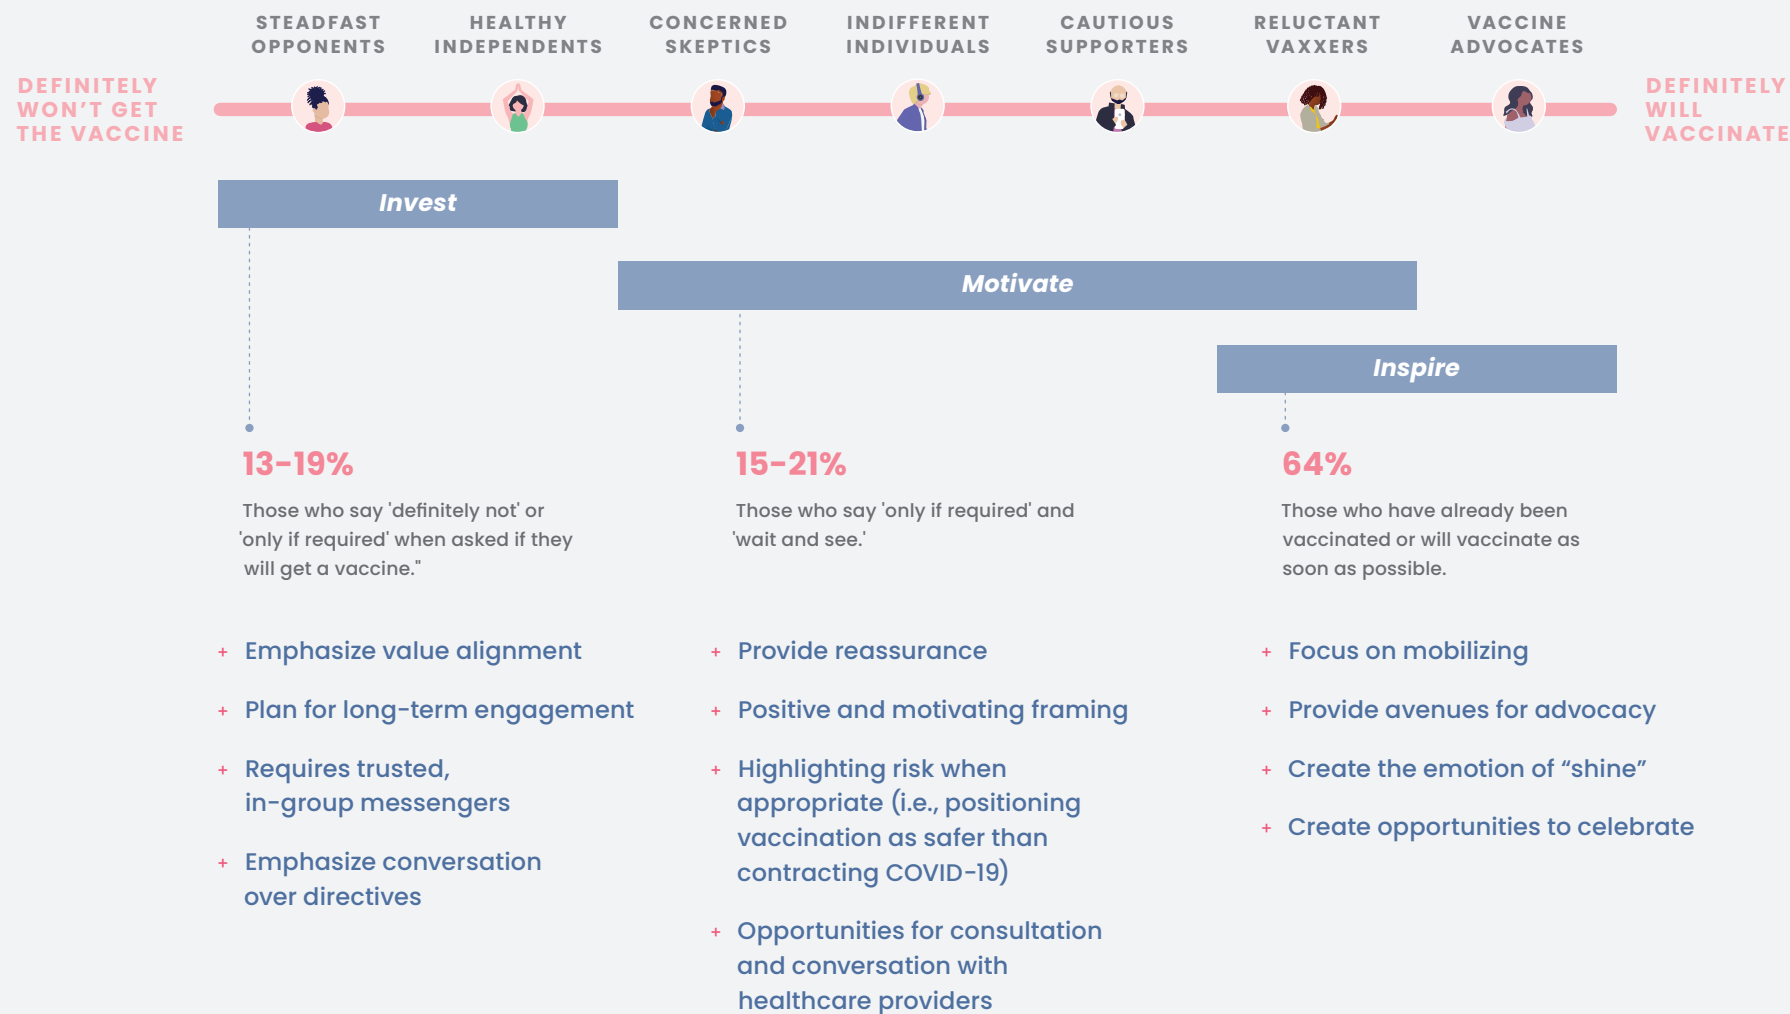 STEADFAST
OPPONENTS
HEALTHY
INDEPENDENTS
CONCERNED
SKEPTICS
INDIFFERENT
INDIVIDUALS
CAUTIOUS
SUPPORTERS
RELUCTANT
VAXXERS
VACCINE
ADVOCATES
DEFINITELY
WON'T GET
THE VACCINE
DEFINITELY
WILL
VACCINATE
Invest
Motivate
Inspire
13-19%
Those who say 'definitely not' or
'only if required' when asked if they
will get a vaccine."
+ Emphasize value alignment
+ Plan for long-term engagement
+ Requires trusted,
in-group messengers
+ Emphasize conversation
over directives
15-21%
Those who say 'only if required' and
'wait and see.'
+ Provide reassurance
+ Positive and motivating framing
+ Highlighting risk when
appropriate (i.e., positioning
vaccination as safer than
contracting COVID-19)
+ Opportunities for consultation
and conversation with
healthcare providers
64%
Those who have already been
vaccinated or will vaccinate as
soon as possible.
+ Focus on mobilizing
+ Provide avenues for advocacy
+ Create the emotion of “shine”
+ Create opportunities to celebrate